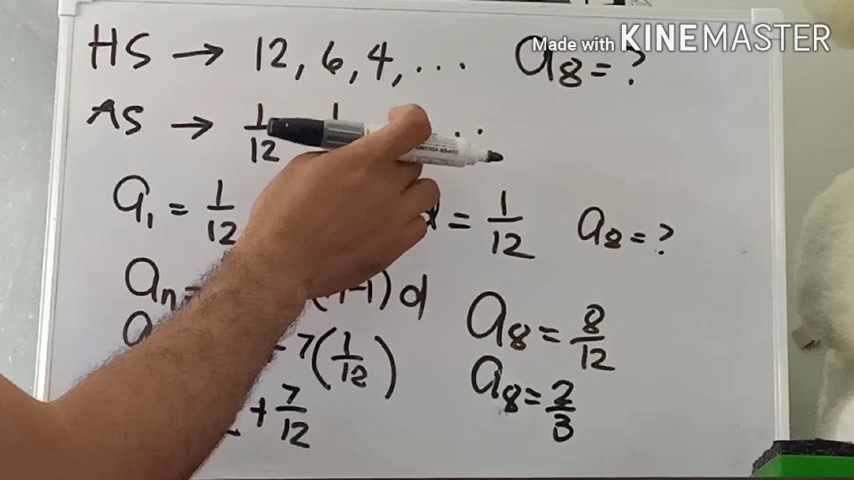 Made with KINEMASTER
HS → 12, 6, 4, ... a₈ = ?
AS → 1/12
a₁ = 1/12 d = 1/12 a₈ = ?
aₙ = (n-1) d
7(1/12) a₈ = 8/12
+ 7/12 a₈ = 2/3